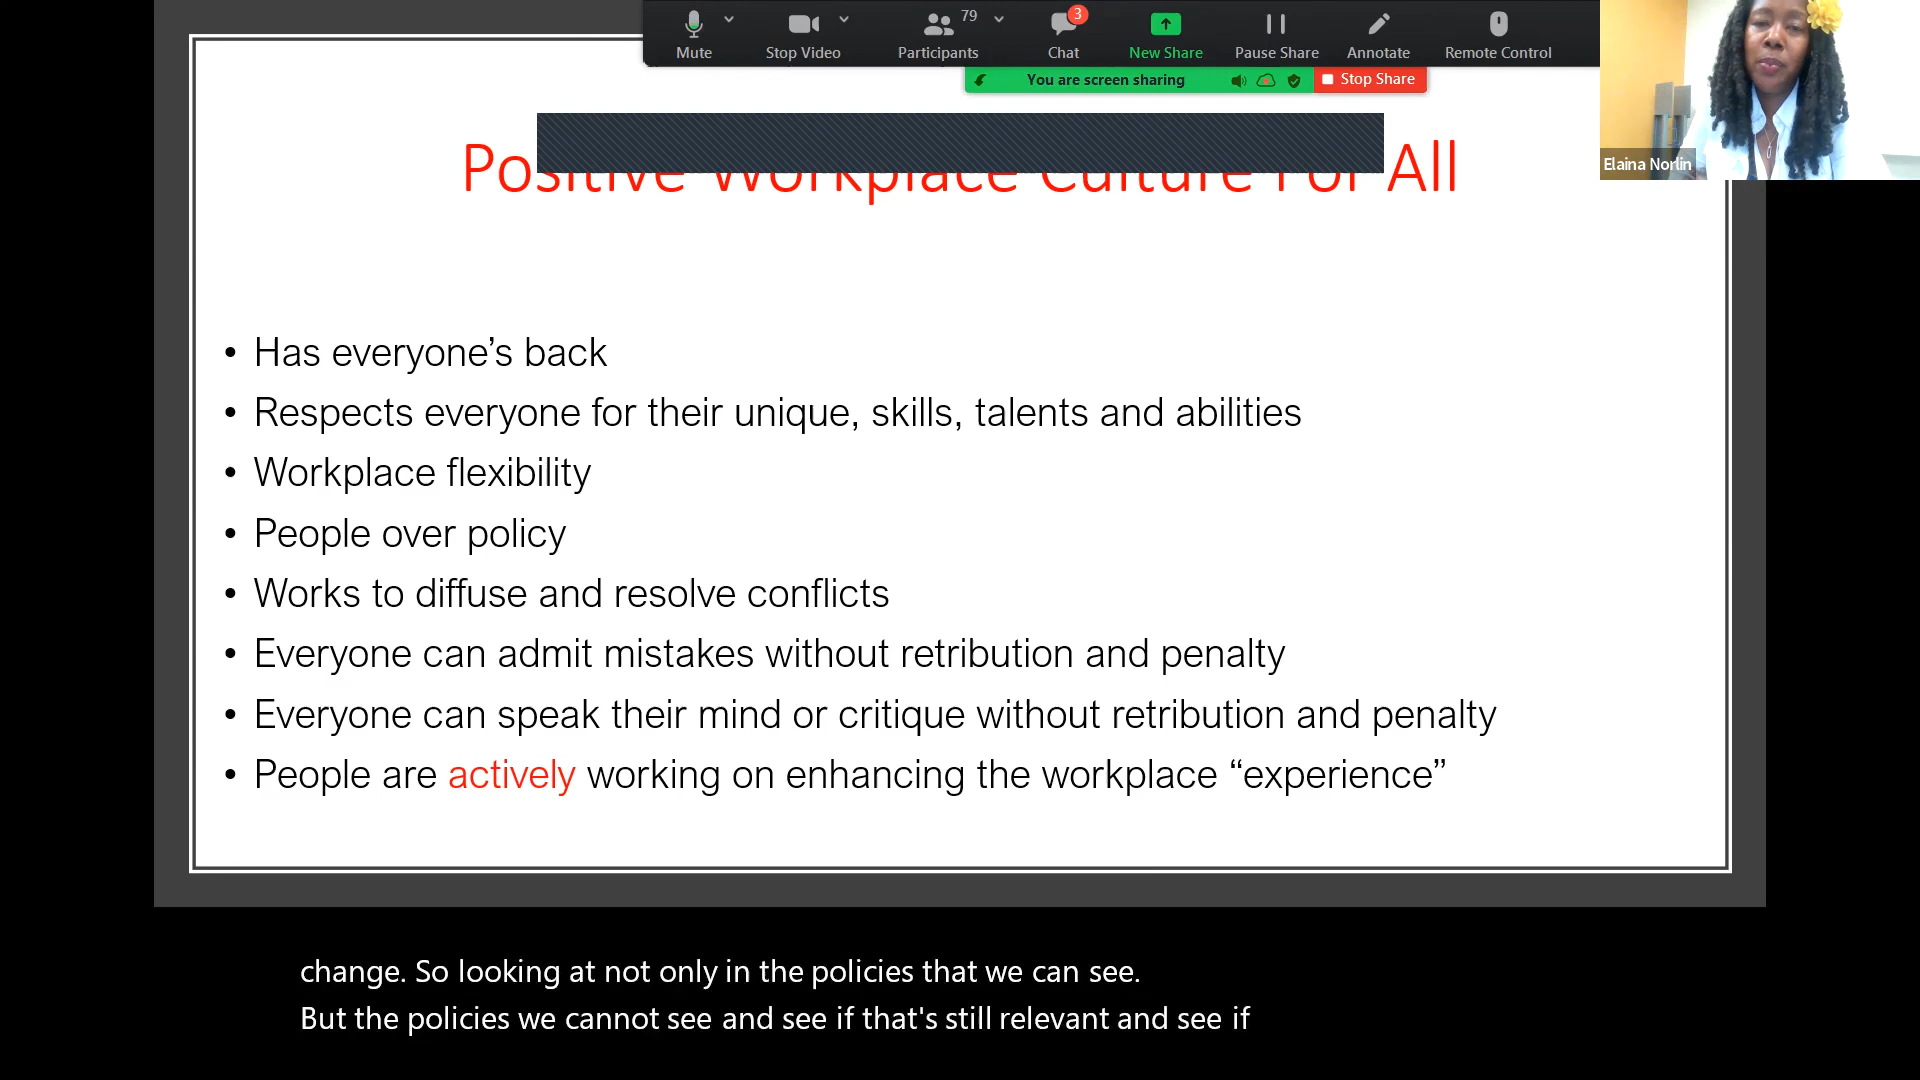 Mute
Stop Video
Participants 79
Chat 3
New Share
Pause Share
Annotate
Remote Control
You are screen sharing
Stop Share
Elaina Norlin
Positive Workplace Culture For All
• Has everyone’s back
• Respects everyone for their unique, skills, talents and abilities
• Workplace flexibility
• People over policy
• Works to diffuse and resolve conflicts
• Everyone can admit mistakes without retribution and penalty
• Everyone can speak their mind or critique without retribution and penalty
• People are actively working on enhancing the workplace “experience”
change. So looking at not only in the policies that we can see.
But the policies we cannot see and see if that's still relevant and see if